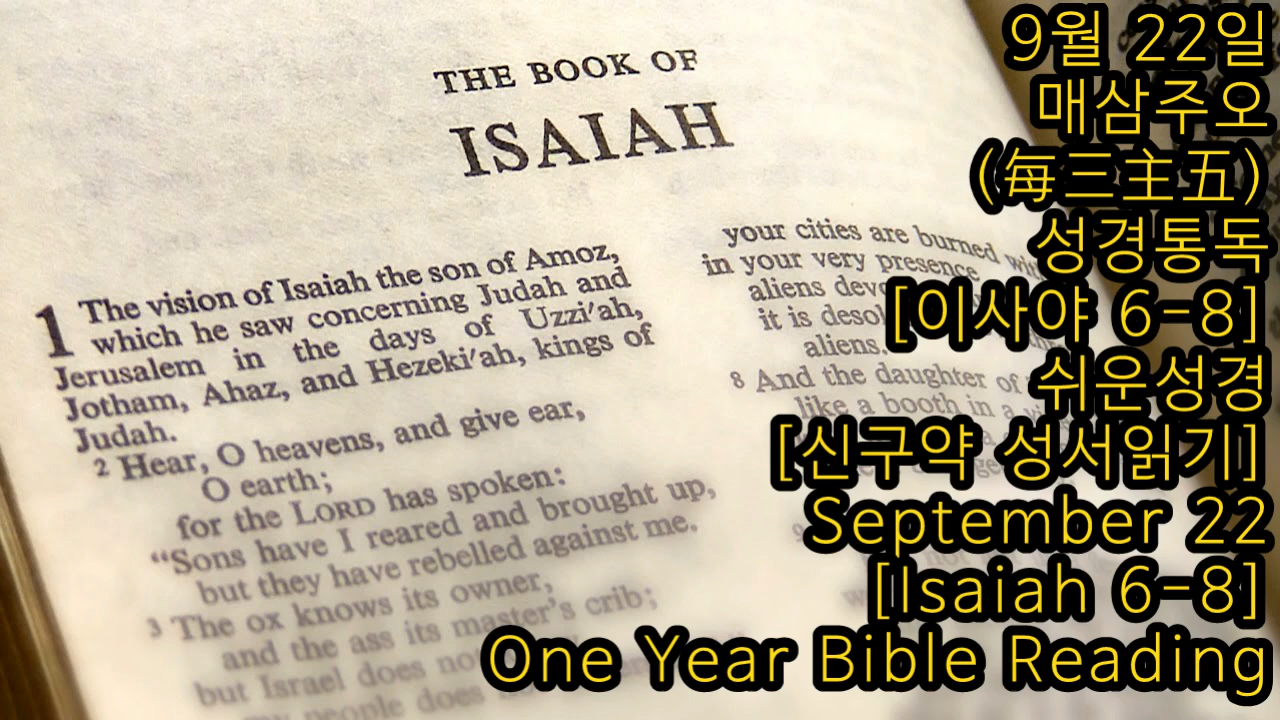 THE BOOK OF
ISAIAH
1 The vision of Isaiah the son of Amoz,
which he saw concerning Judah and
Jerusalem in the days of Uzzi′ah,
Jotham, Ahaz, and Hezeki′ah, kings of
Judah.
2 Hear, O heavens, and give ear,
O earth;
for the LORD has spoken:
“Sons have I reared and brought up,
but they have rebelled against me.
3 The ox knows its owner,
and the ass its master’s crib;
but Israel does not
my people does
your cities are burned
in your very presence
aliens
it is
aliens.
8 And the daughter of
like a booth in a
9월 22일
매삼주오
(每三主五)
성경통독
[이사야 6-8]
쉬운성경
[신구약 성서읽기]
September 22
[Isaiah 6-8]
One Year Bible Reading